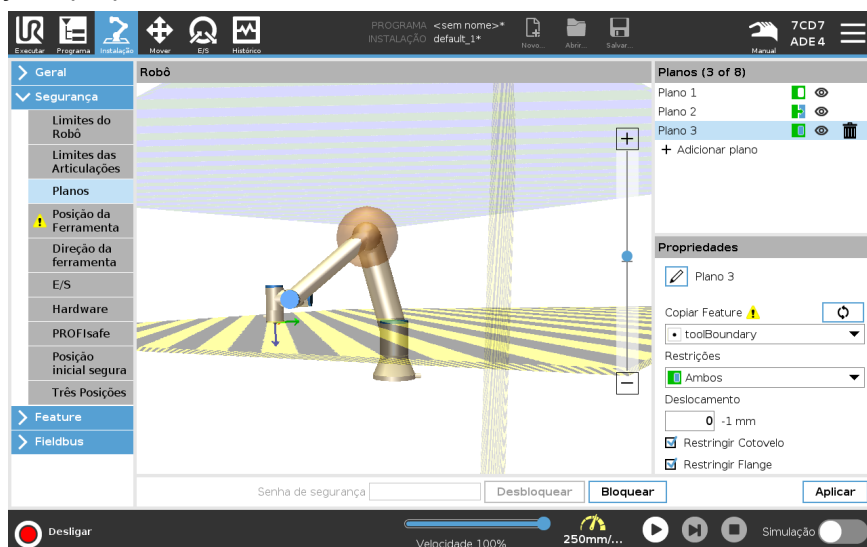 UR
PROGRAMA <sem nome>*
INSTALAÇÃO default_1*
7CD7
ADE4
Executar Programa Instalação Mover E/S Histórico Novo... Abrir... Salvar... Manual
Geral
Segurança
Limites do
Robô
Limites das
Articulações
Planos
Posição da
Ferramenta
Direção da
ferramenta
E/S
Hardware
PROFIsafe
Posição
inicial segura
Três Posições
Feature
Fieldbus
Robô
Planos (3 of 8)
Plano 1
Plano 2
Plano 3
+ Adicionar plano
Propriedades
Plano 3
Copiar Feature
toolBoundary
Restrições
Ambos
Deslocamento
0 -1 mm
Restringir Cotovelo
Restringir Flange
Senha de segurança Desbloquear Bloquear Aplicar
Desligar
Velocidade 100%
250mm/...
Simulação